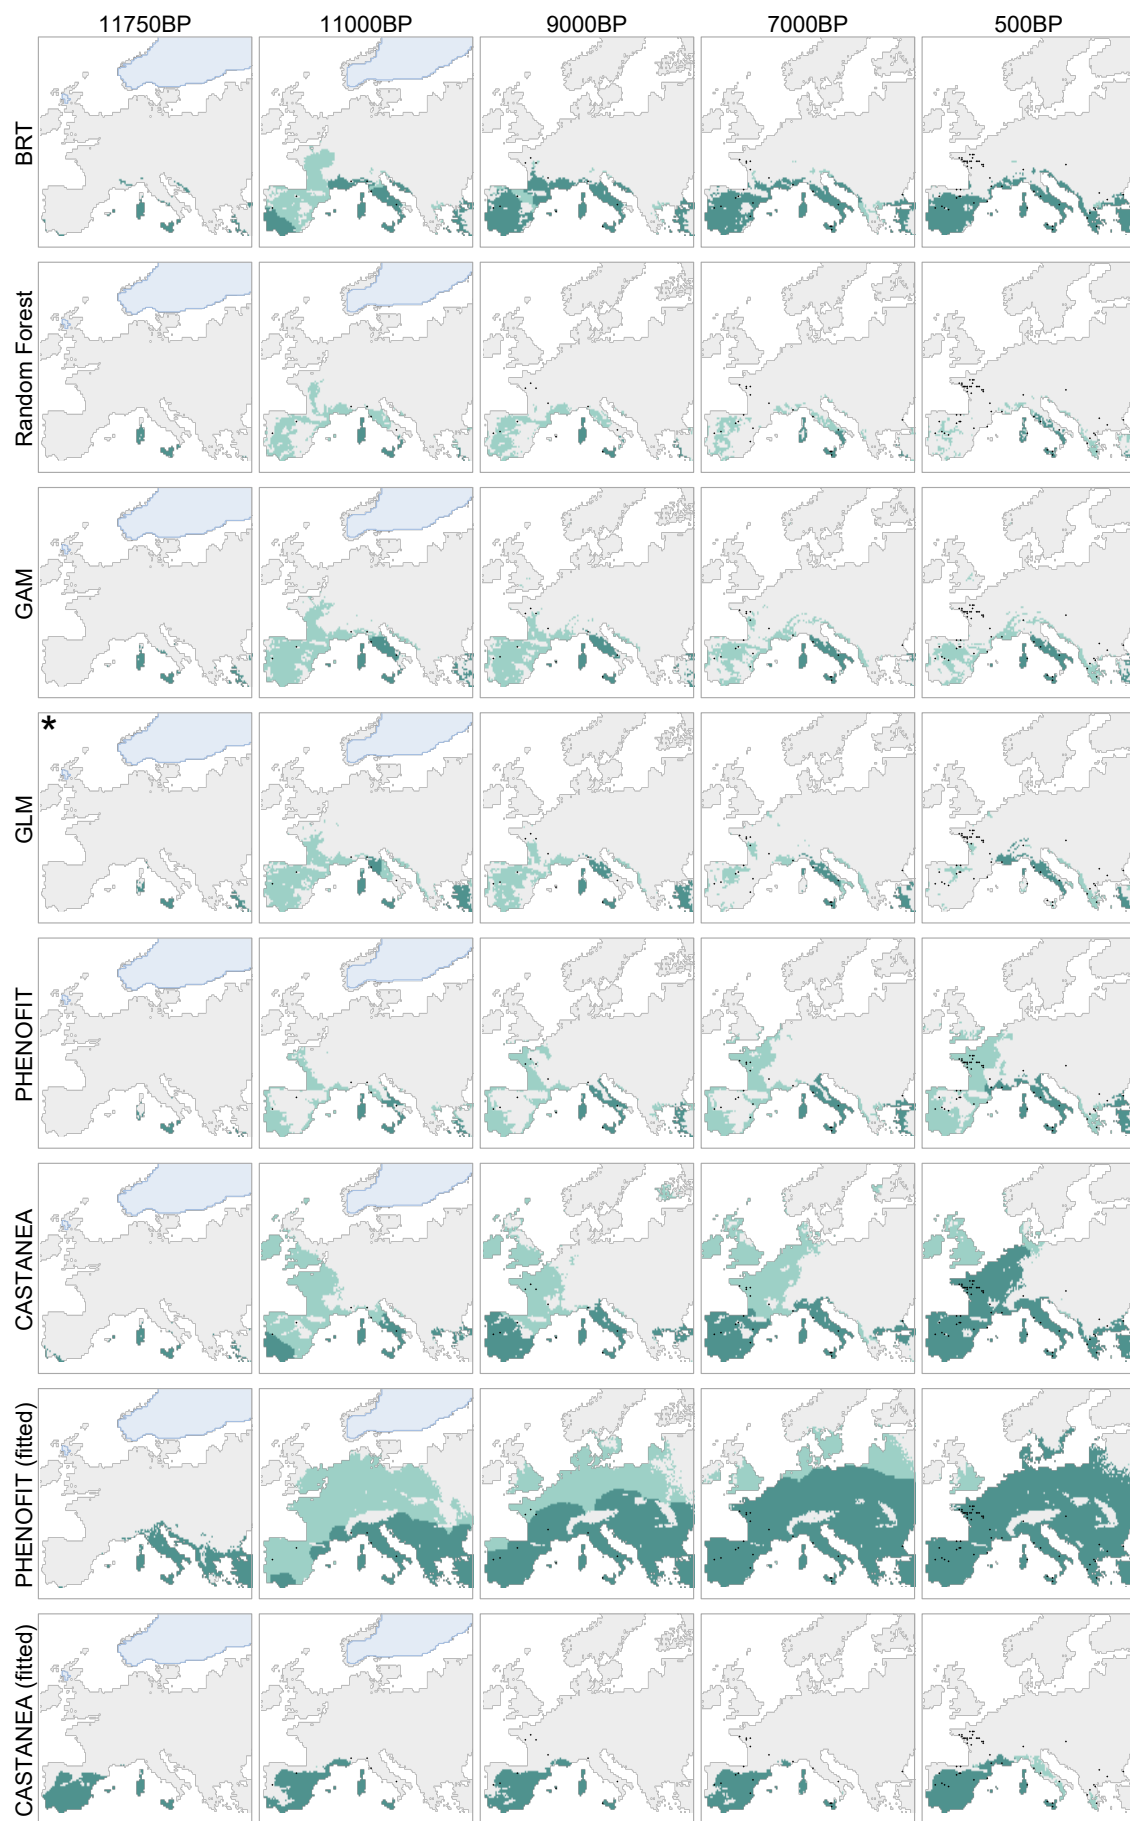 11750BP 11000BP 9000BP 7000BP 500BP
BRT
Random Forest
GAM
*
GLM
PHENOFIT
CASTANEA
PHENOFIT (fitted)
CASTANEA (fitted)